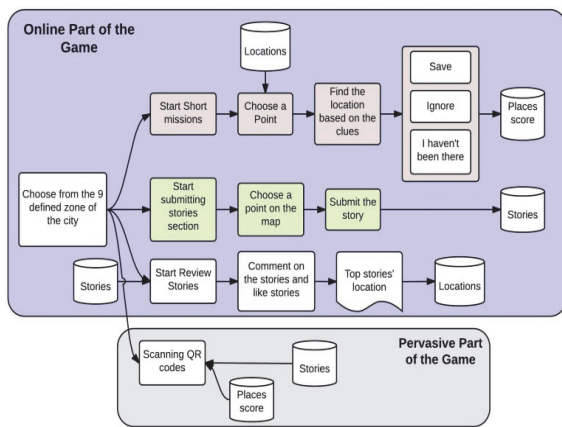 Online Part of the
Game
Locations
Start Short
missions
Choose a
Point
Find the
location
based on the
clues
Save
Ignore
I haven't
been there
Places
score
Choose from the 9
defined zone of
the city
Start
submitting
stories
section
Choose a
point on the
map
Submit the
story
Stories
Stories
Start Review
Stories
Comment on
the stories and
like stories
Top stories'
location
Locations
Pervasive Part
of the Game
Scanning QR
codes
Stories
Places
score